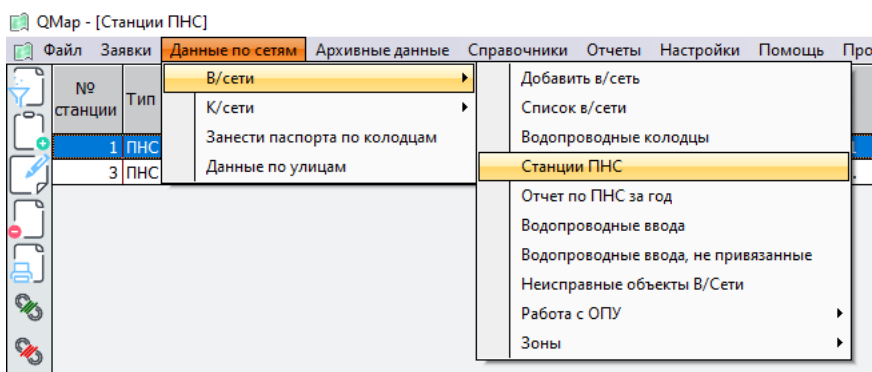 QMap - [Станции ПНС]
Файл Заявки Данные по сетям Архивные данные Справочники Отчеты Настройки Помощь Про
№ станции Тип
1 ПНС
3 ПНС
В/сети
К/сети
Занести паспорта по колодцам
Данные по улицам
Добавить в/сеть
Список в/сети
Водопроводные колодцы
Станции ПНС
Отчет по ПНС за год
Водопроводные ввода
Водопроводные ввода, не привязанные
Неисправные объекты В/Сети
Работа с ОПУ
Зоны